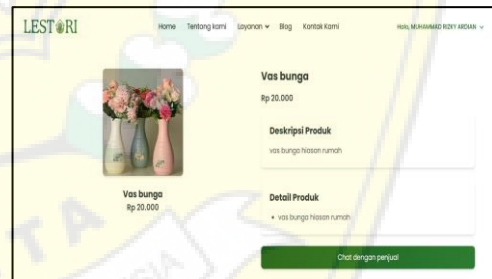 LESTORI
Home Tentang kami Layanan Blog Kontak Kami
Halo, MUHAMMAD RIZKY ARDIAN
Vas bunga
Rp 20.000
Deskripsi Produk
vas bunga hiasan rumah
Vas bunga
Rp 20.000
Detail Produk
vas bunga hiasan rumah
Chat dengan penjual